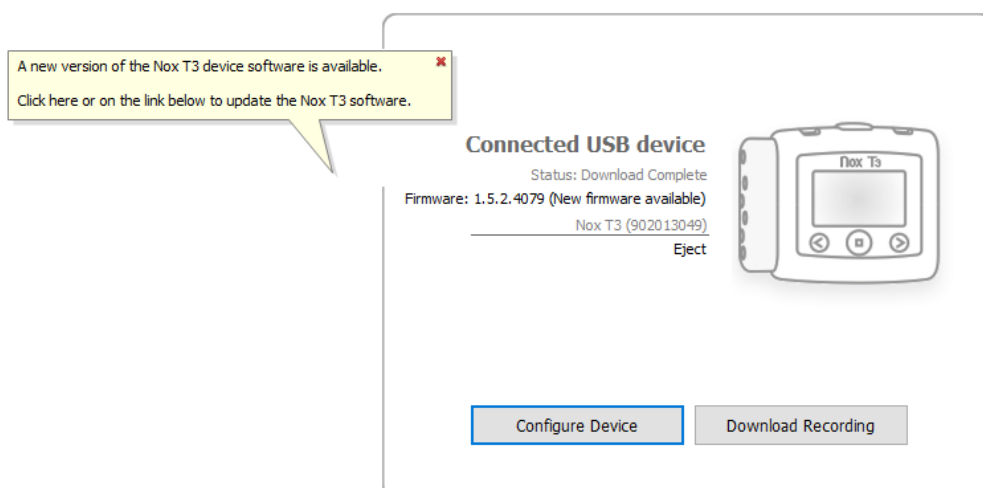 A new version of the Nox T3 device software is available.
Click here or on the link below to update the Nox T3 software.
Connected USB device
Status: Download Complete
Firmware: 1.5.2.4079 (New firmware available)
Nox T3 (902013049)
Eject
nox T3
Configure Device
Download Recording